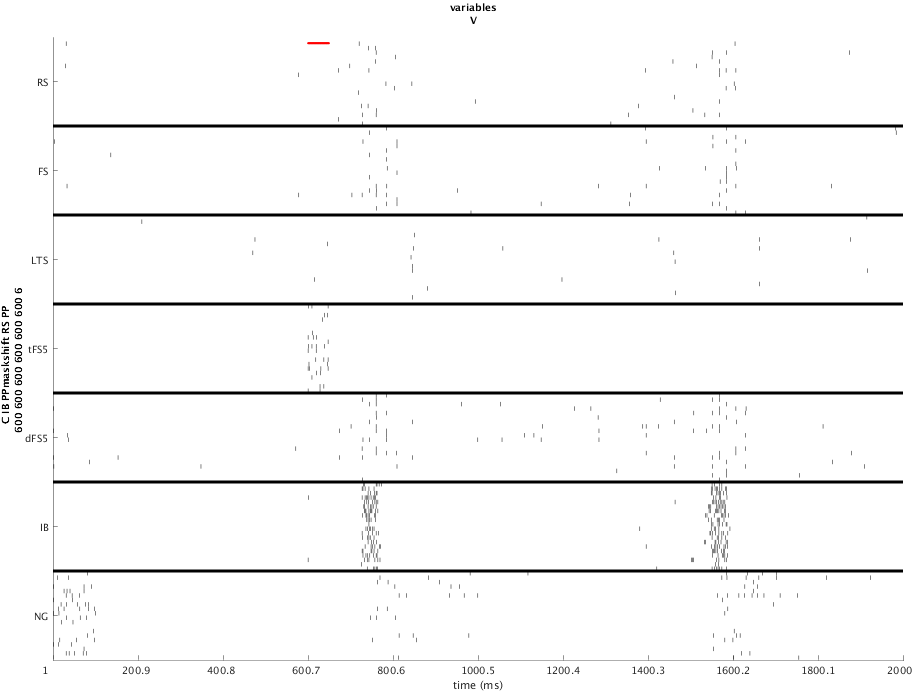 variables
V
RS
FS
LTS
tFS5
dFS5
IB
NG
C IB PPmaskshift RS PP
600 600 600 600 600 600 600 6
1
200.9
400.8
600.7
800.6
1000.5
1200.4
1400.3
1600.2
1800.1
2000
time (ms)